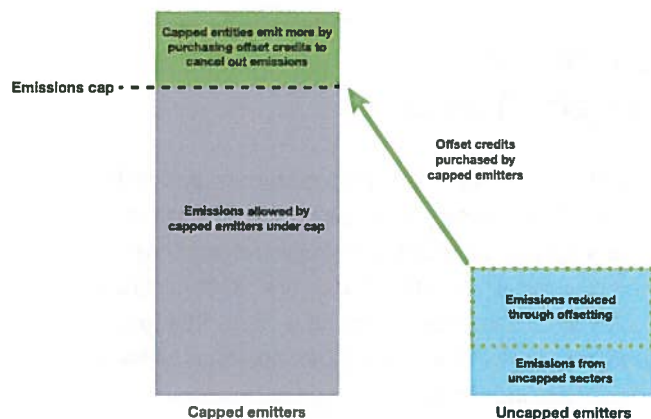 Capped entities emit more by
purchasing offset credits to
cancel out emissions
Emissions cap
Offset credits
purchased by
capped emitters
Emissions allowed by
capped emitters under cap
Emissions reduced
through offsetting
Emissions from
uncapped sectors
Capped emitters
Uncapped emitters